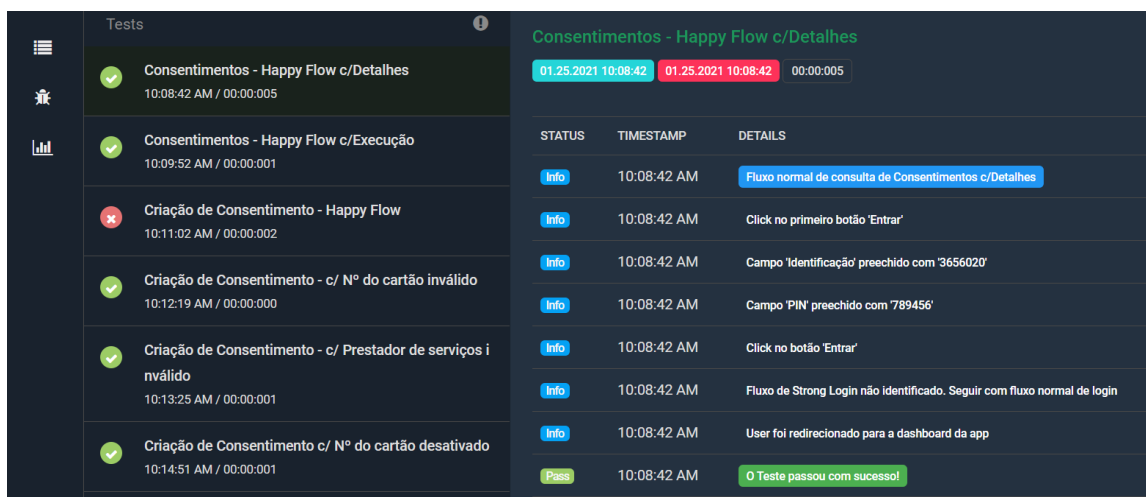 Tests
Consentimentos - Happy Flow c/Detalhes
10:08:42 AM / 00:00:005
Consentimentos - Happy Flow c/Execução
10:09:52 AM / 00:00:001
Criação de Consentimento - Happy Flow
10:11:02 AM / 00:00:002
Criação de Consentimento - c/ Nº do cartão inválido
10:12:19 AM / 00:00:000
Criação de Consentimento - c/ Prestador de serviços i
nválido
10:13:25 AM / 00:00:001
Criação de Consentimento c/ Nº do cartão desativado
10:14:51 AM / 00:00:001
Consentimentos - Happy Flow c/Detalhes
01.25.2021 10:08:42 01.25.2021 10:08:42 00:00:005
STATUS TIMESTAMP DETAILS
Info 10:08:42 AM Fluxo normal de consulta de Consentimentos c/Detalhes
Info 10:08:42 AM Click no primeiro botão 'Entrar'
Info 10:08:42 AM Campo 'Identificação' preechido com '3656020'
Info 10:08:42 AM Campo 'PIN' preechido com '789456'
Info 10:08:42 AM Click no botão 'Entrar'
Info 10:08:42 AM Fluxo de Strong Login não identificado. Seguir com fluxo normal de login
Info 10:08:42 AM User foi redirecionado para a dashboard da app
Pass 10:08:42 AM O Teste passou com sucesso!